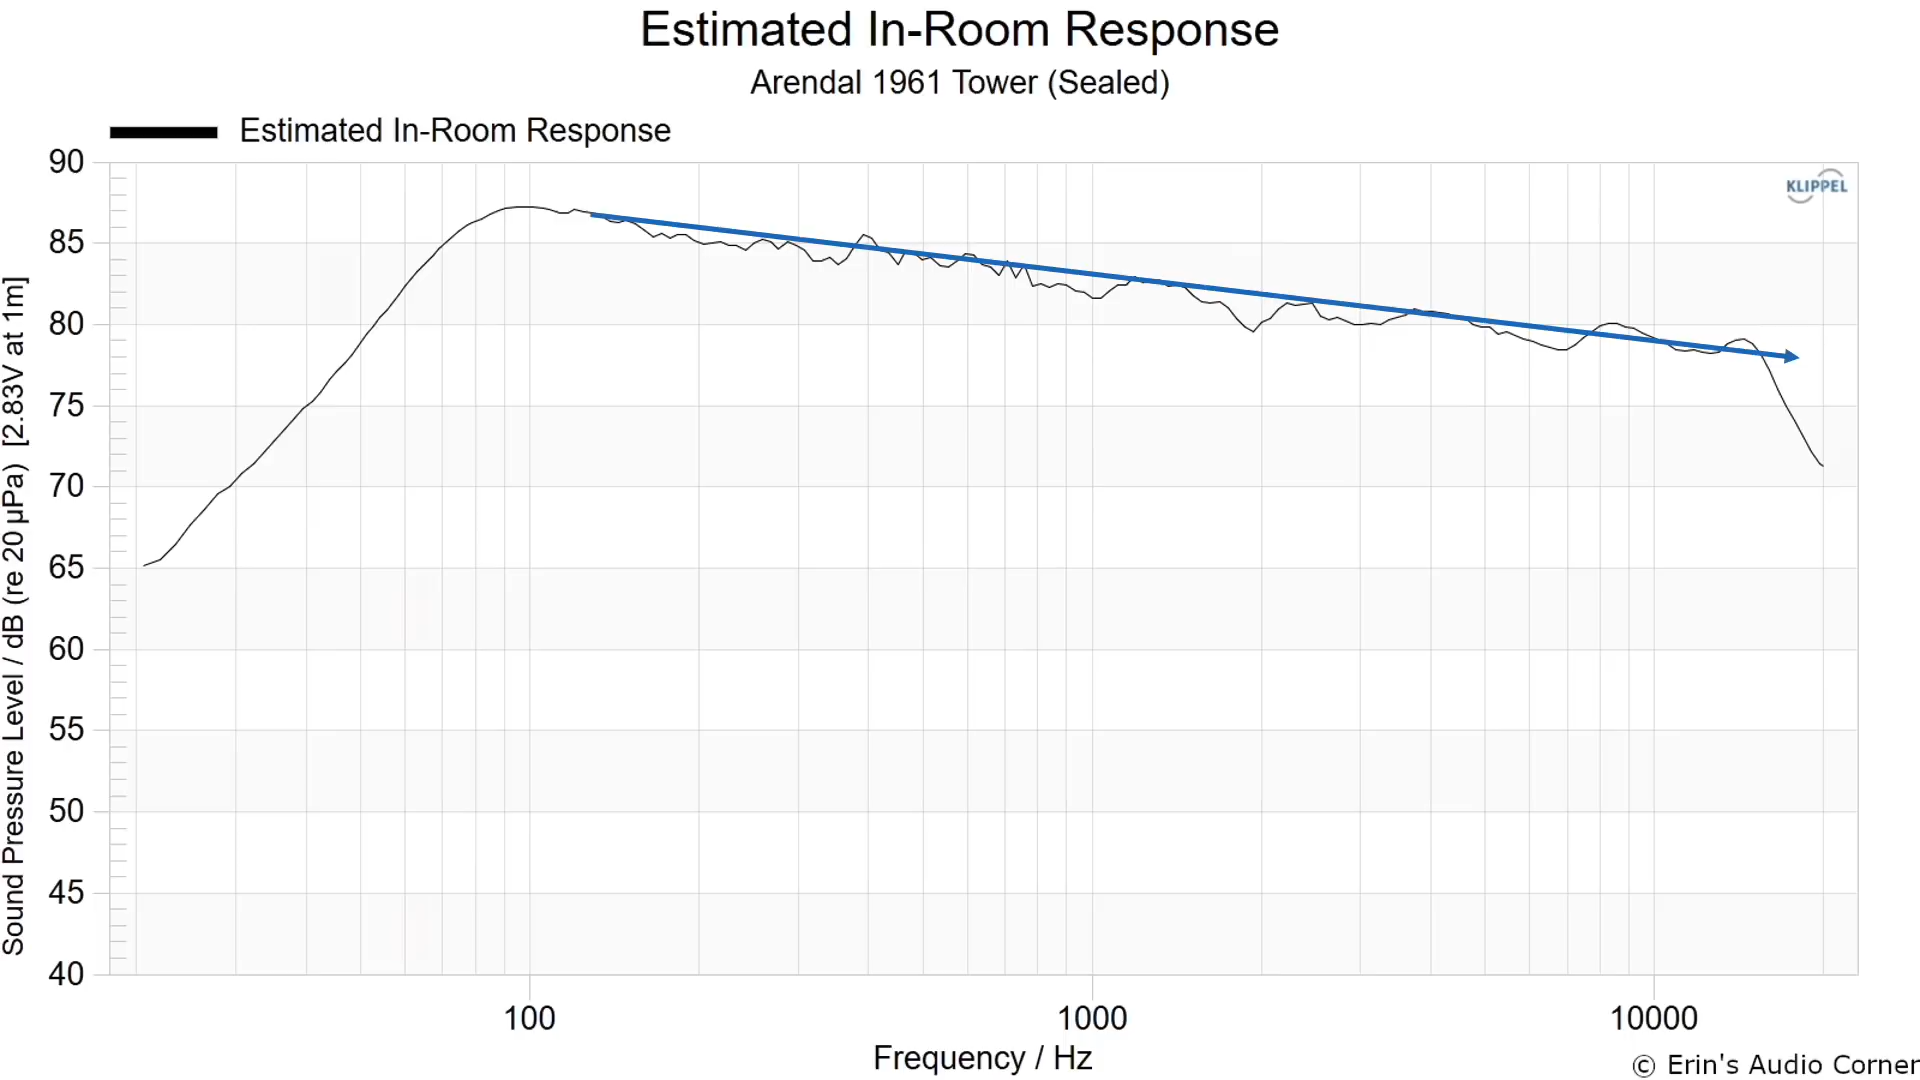 Estimated In-Room Response
Arendal 1961 Tower (Sealed)
Estimated In-Room Response
KLIPPEL
Sound Pressure Level / dB (re 20 µPa) [2.83V at 1m]
90
85
80
75
70
65
60
55
50
45
40
100 1000 10000
Frequency / Hz
© Erin's Audio Corner